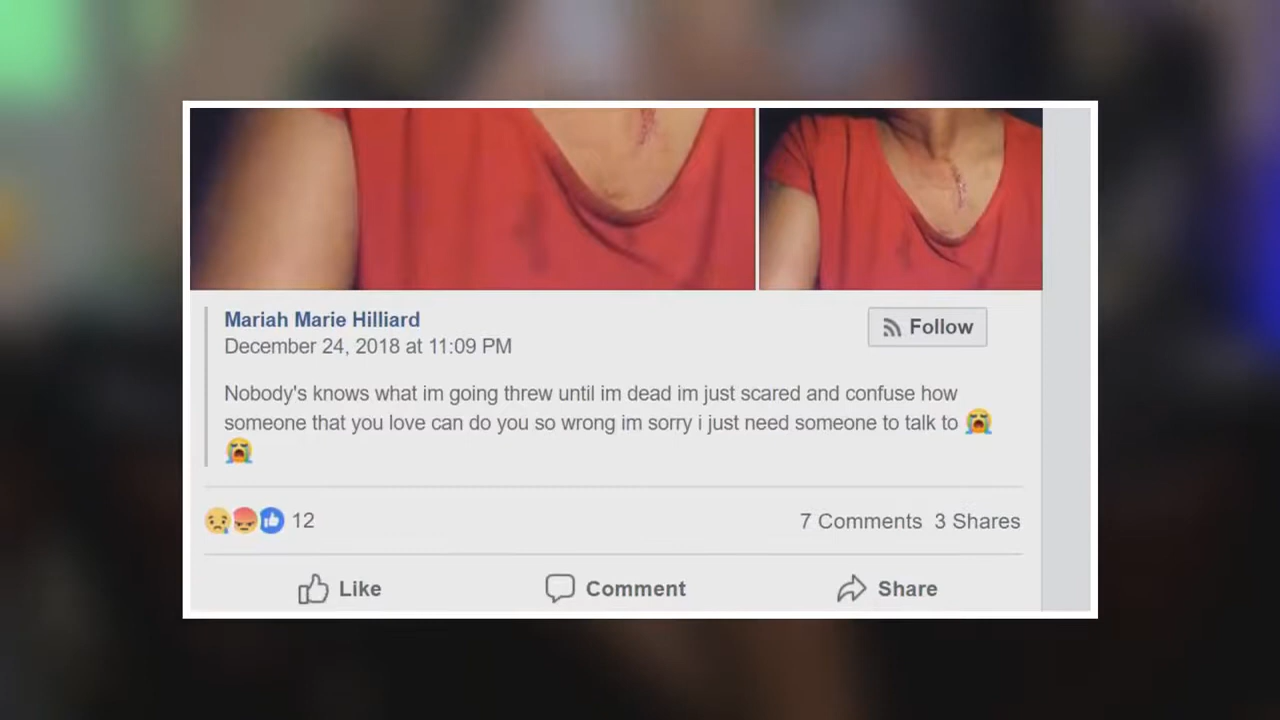 Mariah Marie Hilliard
Follow
December 24, 2018 at 11:09 PM
Nobody's knows what im going threw until im dead im just scared and confuse how
someone that you love can do you so wrong im sorry i just need someone to talk to 😭
😭
12
7 Comments 3 Shares
Like
Comment
Share